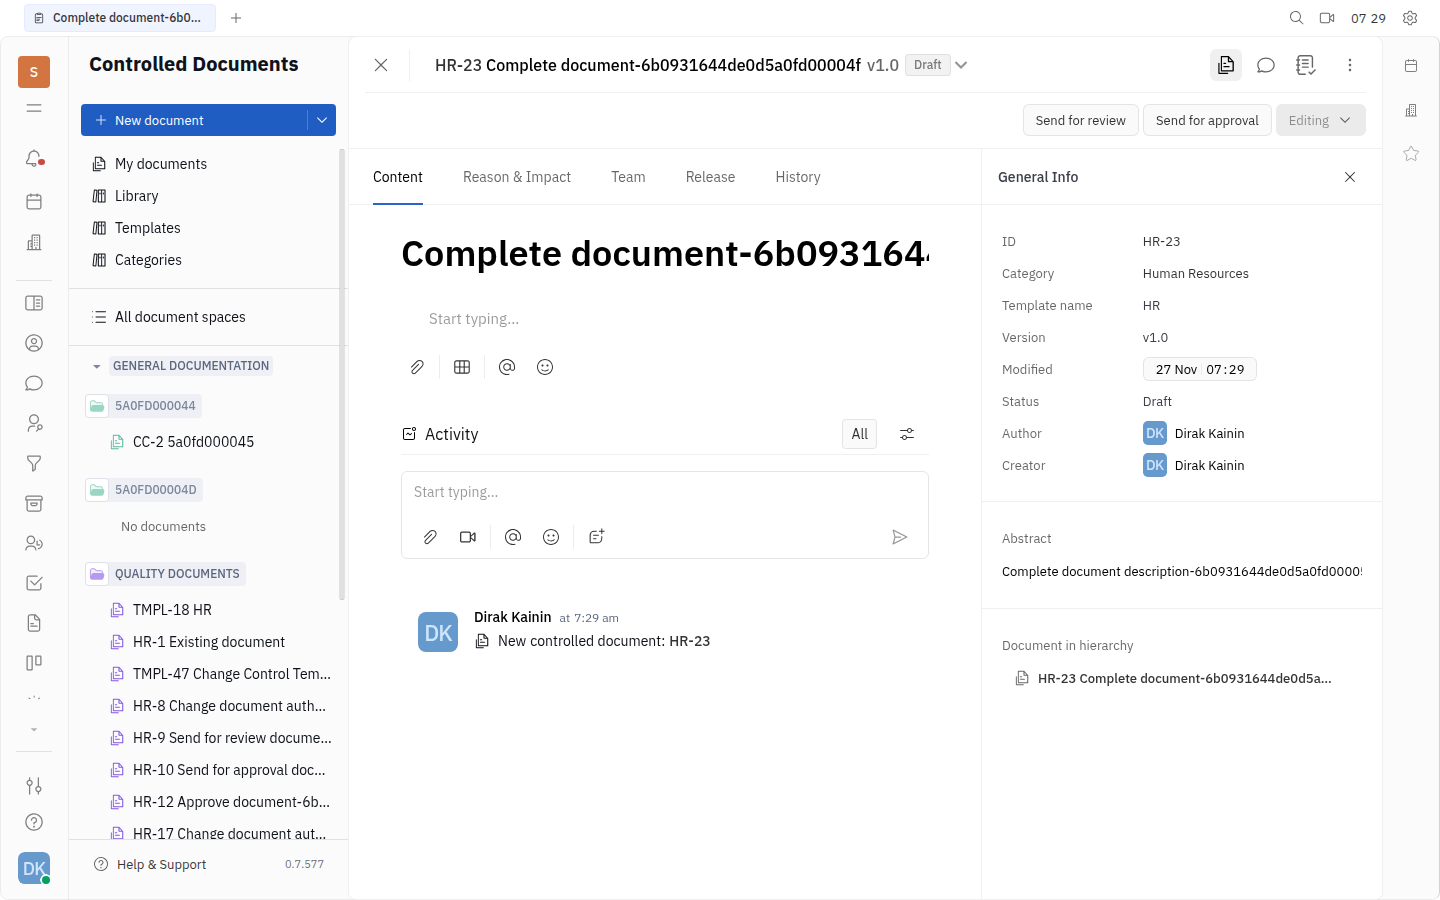 Complete document-6b0...
07 29
S
Controlled Documents
New document
My documents
Library
Templates
Categories
All document spaces
GENERAL DOCUMENTATION
5A0FD000044
CC-2 5a0fd000045
5A0FD00004D
No documents
QUALITY DOCUMENTS
TMPL-18 HR
HR-1 Existing document
TMPL-47 Change Control Tem...
HR-8 Change document auth...
HR-9 Send for review docume...
HR-10 Send for approval doc...
HR-12 Approve document-6b...
HR-17 Change document aut...
Help & Support
0.7.577
DK
HR-23 Complete document-6b0931644de0d5a0fd00004f v1.0 Draft
Send for review
Send for approval
Editing
Content
Reason & Impact
Team
Release
History
Complete document-6b093164
Start typing...
Activity
All
Start typing...
DK
Dirak Kainin at 7:29 am
New controlled document: HR-23
General Info
ID HR-23
Category Human Resources
Template name HR
Version v1.0
Modified 27 Nov 07:29
Status Draft
Author DK Dirak Kainin
Creator DK Dirak Kainin
Abstract
Complete document description-6b0931644de0d5a0fd0000
Document in hierarchy
HR-23 Complete document-6b0931644de0d5a...